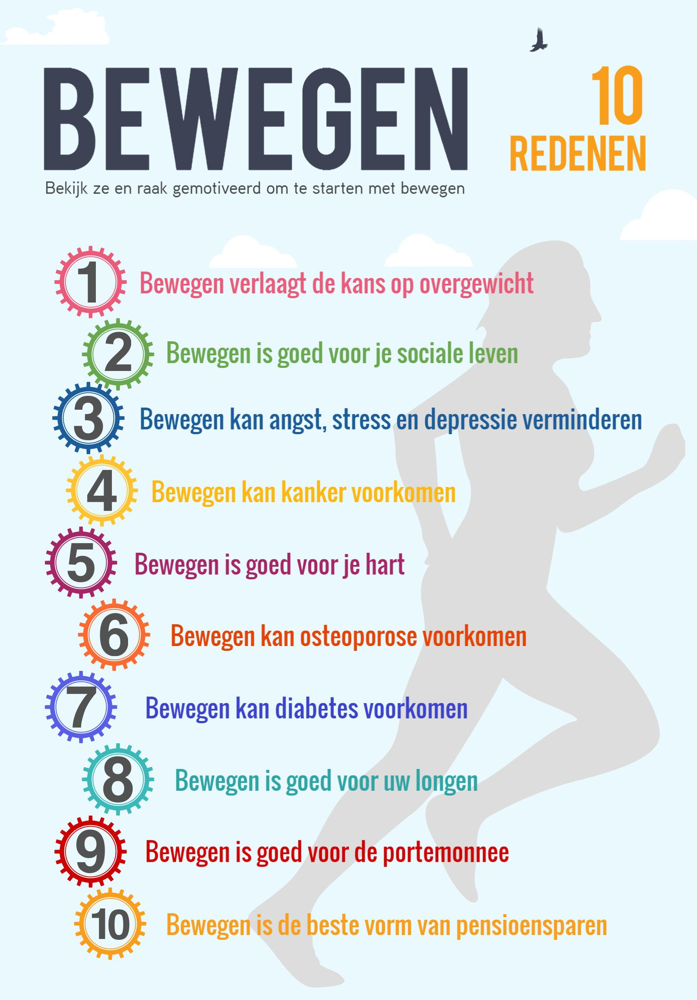 BEWEGEN
10
REDENEN
Bekijk ze en raak gemotiveerd om te starten met bewegen
1 Bewegen verlaagt de kans op overgewicht
2 Bewegen is goed voor je sociale leven
3 Bewegen kan angst, stress en depressie verminderen
4 Bewegen kan kanker voorkomen
5 Bewegen is goed voor je hart
6 Bewegen kan osteoporose voorkomen
7 Bewegen kan diabetes voorkomen
8 Bewegen is goed voor uw longen
9 Bewegen is goed voor de portemonnee
10 Bewegen is de beste vorm van pensioensparen